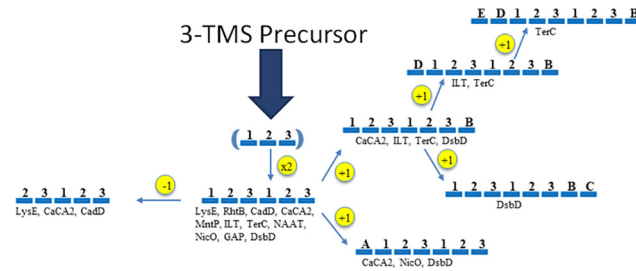 E D 1 2 3 1 2 3 B
TerC
+1
3-TMS Precursor
D 1 2 3 1 2 3 B
ILT, TerC
+1
1 2 3 1 2 3 B
CaCA2, ILT, TerC, DsbD
(1 2 3)
x2
+1
+1
-1
2 3 1 2 3
LysE, CaCA2, CadD
1 2 3 1 2 3
LysE, RhtB, CadD, CaCA2,
MntP, ILT, TerC, NAAT,
NicO, GAP, DsbD
1 2 3 1 2 3 B C
DsbD
+1
A 1 2 3 1 2 3
CaCA2, NicO, DsbD